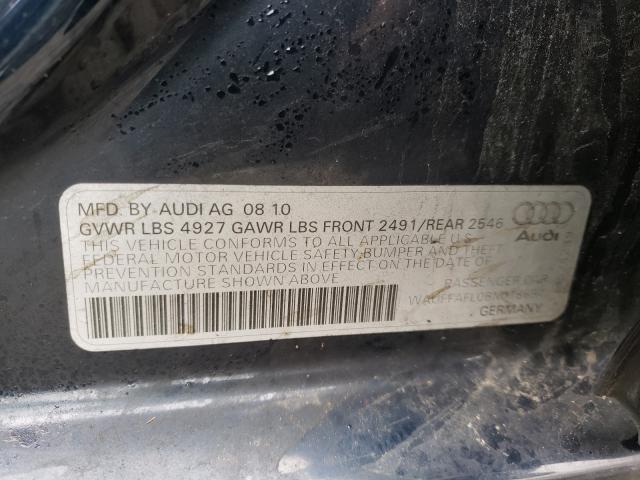 MFD. BY AUDI AG 08 10
GVWR LBS 4927 GAWR LBS FRONT 2491/REAR 2546
THIS VEHICLE CONFORMS TO ALL APPLICABLE U.S.
FEDERAL MOTOR VEHICLE SAFETY, BUMPER AND THEFT
PREVENTION STANDARDS IN EFFECT ON THE DATE OF
MANUFACTURE SHOWN ABOVE
Audi
PASSENGER CAR
GERMANY